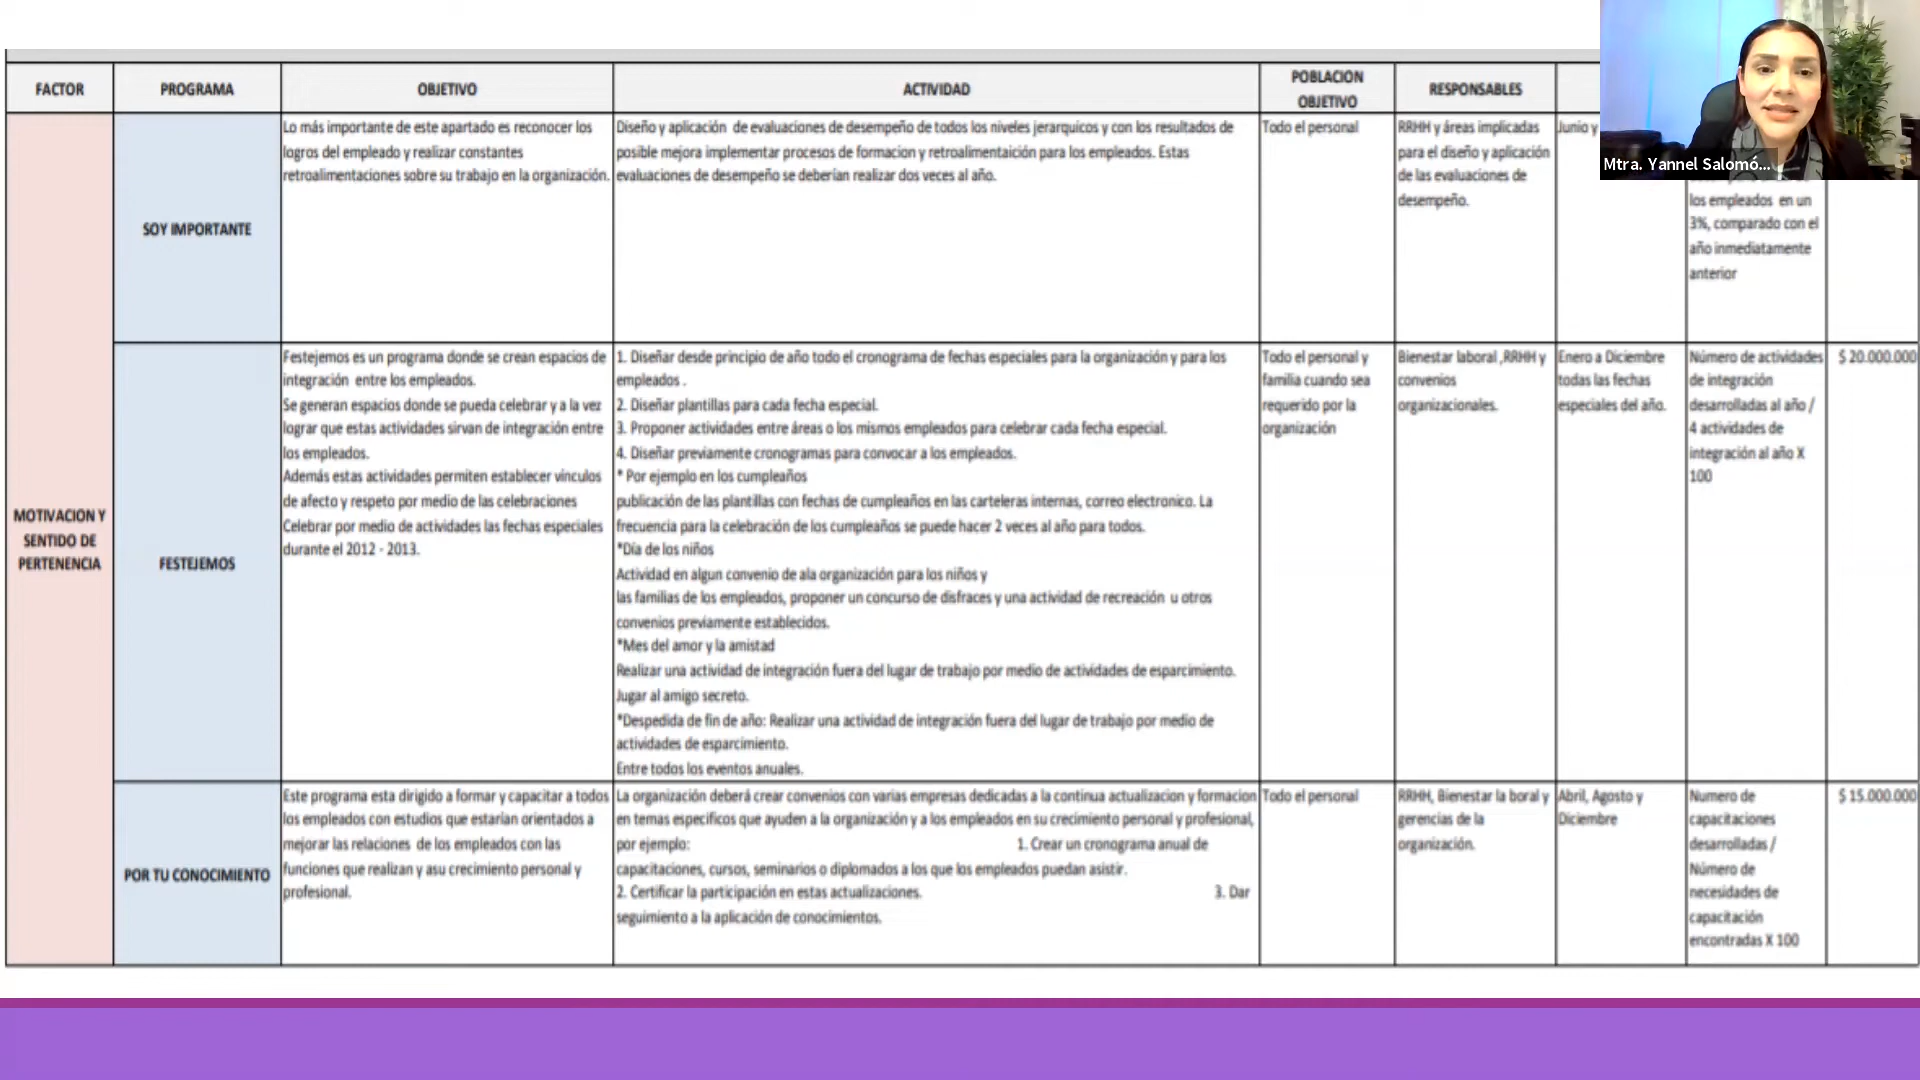 FACTOR
PROGRAMA
OBJETIVO
ACTIVIDAD
POBLACION
OBJETIVO
RESPONSABLES
MOTIVACION Y
SENTIDO DE
PERTENENCIA
SOY IMPORTANTE
Lo más importante de este apartado es reconocer los
logros del empleado y realizar constantes
retroalimentaciones sobre su trabajo en la organización.
Diseño y aplicación de evaluaciones de desempeño de todos los niveles jerarquicos y con los resultados de
posible mejora implementar procesos de formacion y retroalimentaición para los empleados. Estas
evaluaciones de desempeño se deberían realizar dos veces al año.
Todo el personal
RRHH y áreas implicadas
para el diseño y aplicación
de las evaluaciones de
desempeño.
Junio y
los empleados en un
3%, comparado con el
año inmediatamente
anterior
FESTEJEMOS
Festejemos es un programa donde se crean espacios de
integración entre los empleados.
Se generan espacios donde se pueda celebrar y a la vez
lograr que estas actividades sirvan de integración entre
los empleados.
Además estas actividades permiten establecer vínculos
de afecto y respeto por medio de las celebraciones
Celebrar por medio de actividades las fechas especiales
durante el 2012 - 2013.
1. Diseñar desde principio de año todo el cronograma de fechas especiales para la organización y para los
empleados .
2. Diseñar plantillas para cada fecha especial.
3. Proponer actividades entre áreas o los mismos empleados para celebrar cada fecha especial.
4. Diseñar previamente cronogramas para convocar a los empleados.
* Por ejemplo en los cumpleaños
publicación de las plantillas con fechas de cumpleaños en las carteleras internas, correo electronico. La
frecuencia para la celebración de los cumpleaños se puede hacer 2 veces al año para todos.
*Día de los niños
Actividad en algun convenio de ala organización para los niños y
las familias de los empleados, proponer un concurso de disfraces y una actividad de recreación u otros
convenios previamente establecidos.
*Mes del amor y la amistad
Realizar una actividad de integración fuera del lugar de trabajo por medio de actividades de esparcimiento.
Jugar al amigo secreto.
*Despedida de fin de año: Realizar una actividad de integración fuera del lugar de trabajo por medio de
actividades de esparcimiento.
Entre todos los eventos anuales.
Todo el personal y
familia cuando sea
requerido por la
organización
Bienestar laboral ,RRHH y
convenios
organizacionales.
Enero a Diciembre
todas las fechas
especiales del año.
Número de actividades
de integración
desarrolladas al año /
4 actividades de
integración al año X
100
$ 20.000.000
POR TU CONOCIMIENTO
Este programa esta dirigido a formar y capacitar a todos
los empleados con estudios que estarían orientados a
mejorar las relaciones de los empleados con las
funciones que realizan y asu crecimiento personal y
profesional.
La organización deberá crear convenios con varias empresas dedicadas a la continua actualizacion y formacion
en temas especificos que ayuden a la organización y a los empleados en su crecimiento personal y profesional,
por ejemplo: 1. Crear un cronograma anual de
capacitaciones, cursos, seminarios o diplomados a los que los empleados puedan asistir.
2. Certificar la participación en estas actualizaciones. 3. Dar
seguimiento a la aplicación de conocimientos.
Todo el personal
RRHH, Bienestar la boral y
gerencias de la
organización.
Abril, Agosto y
Diciembre
Numero de
capacitaciones
desarrolladas /
Número de
necesidades de
capacitación
encontradas X 100
$ 15.000.000
Mtra. Yannel Salomó...